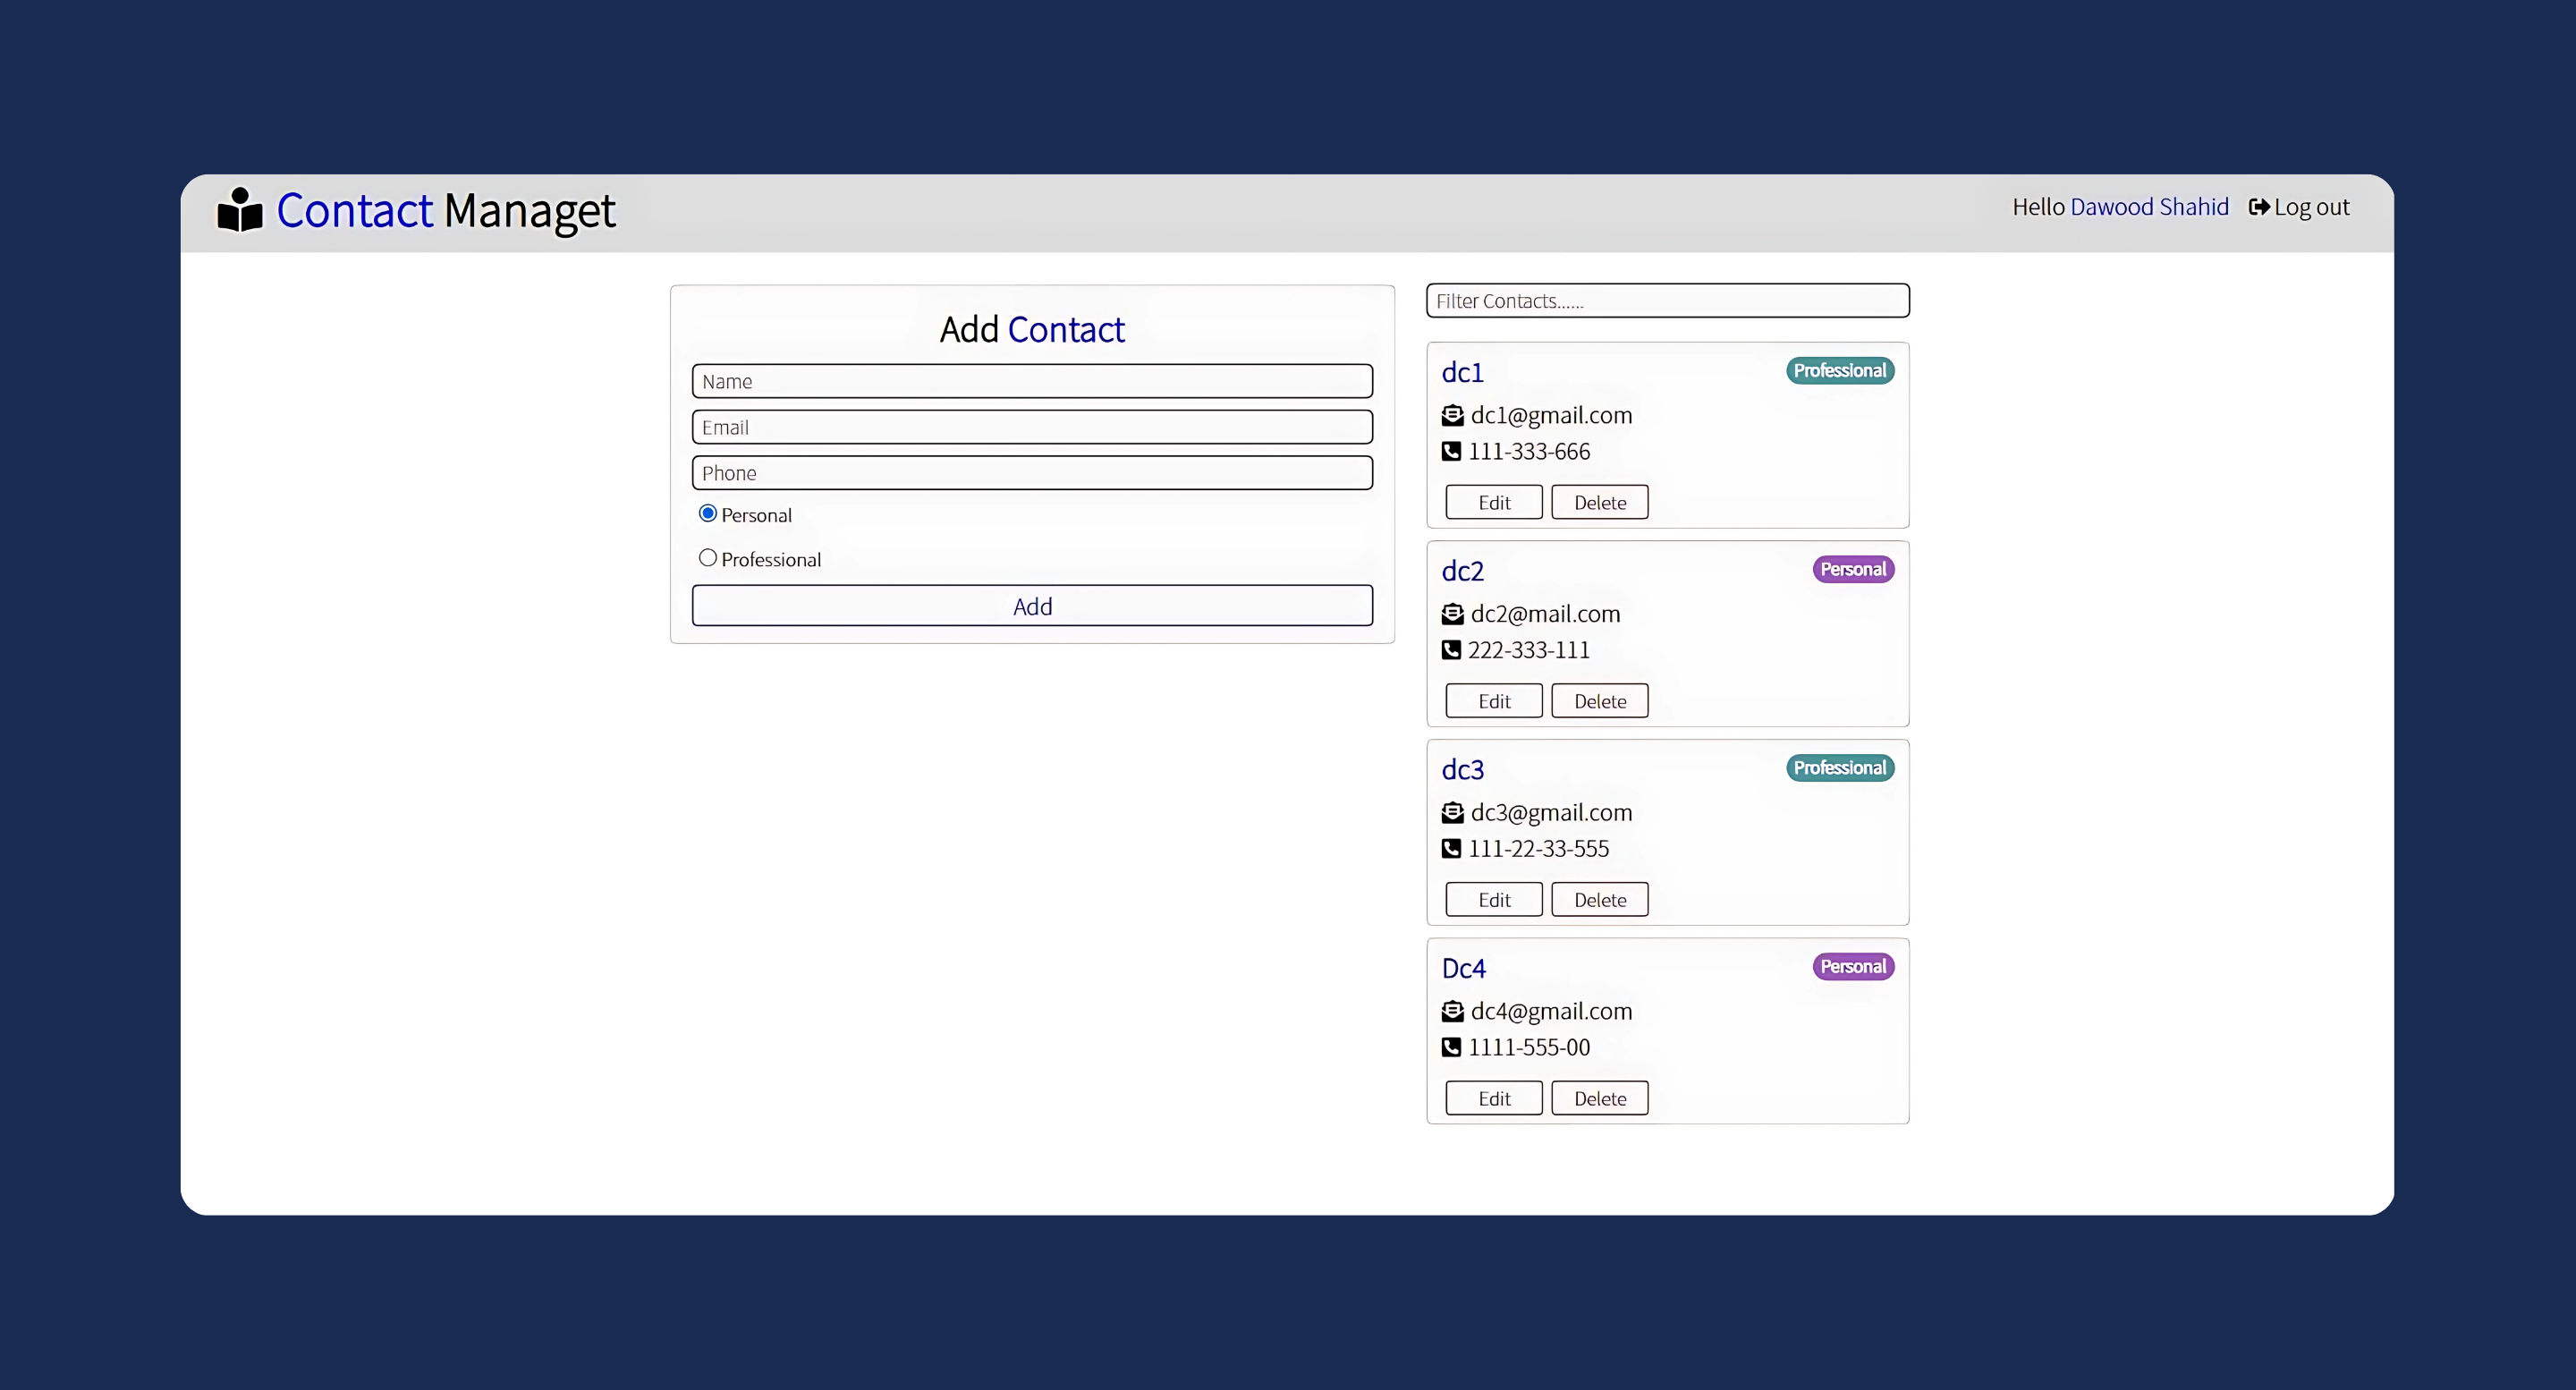 Contact Managet
Hello Dawood Shahid Log out
Add Contact
Name
Email
Phone
Personal
Professional
Add
Filter Contacts......
dc1 Professional
dc1@gmail.com
111-333-666
Edit Delete
dc2 Personal
dc2@mail.com
222-333-111
Edit Delete
dc3 Professional
dc3@gmail.com
111-22-33-555
Edit Delete
Dc4 Personal
dc4@gmail.com
1111-555-00
Edit Delete